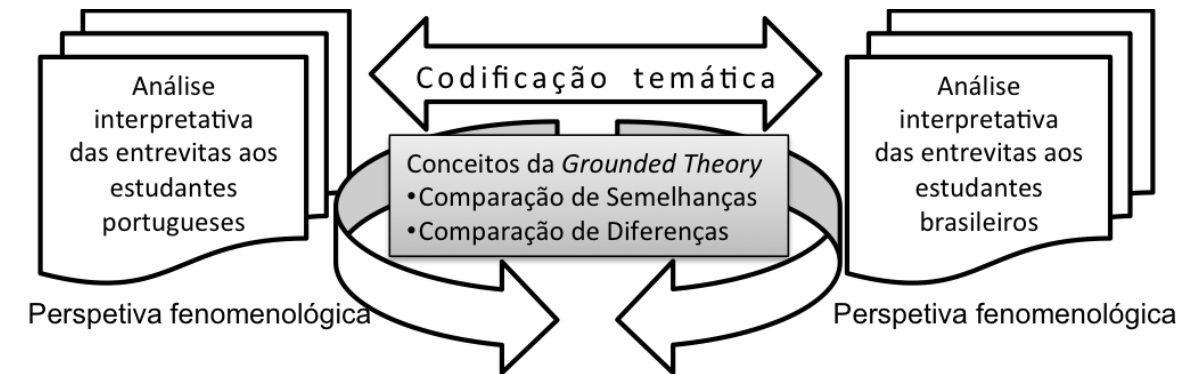 Análise
interpretativa
das entrevitas aos
estudantes
portugueses
Perspetiva fenomenológica
Codificação temática
Conceitos da Grounded Theory
•Comparação de Semelhanças
•Comparação de Diferenças
Análise
interpretativa
das entrevitas aos
estudantes
brasileiros
Perspetiva fenomenológica